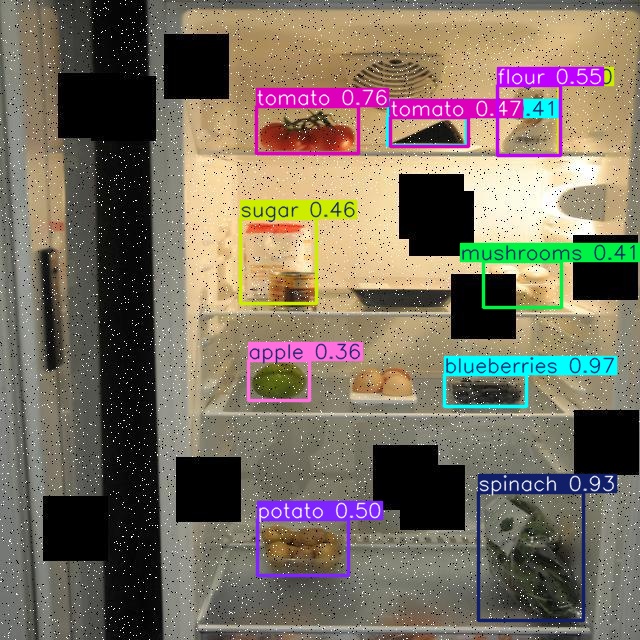 flour 0.55
tomato 0.76
tomato 0.47
.41
sugar 0.46
mushrooms 0.41
apple 0.36
blueberries 0.97
spinach 0.93
potato 0.50